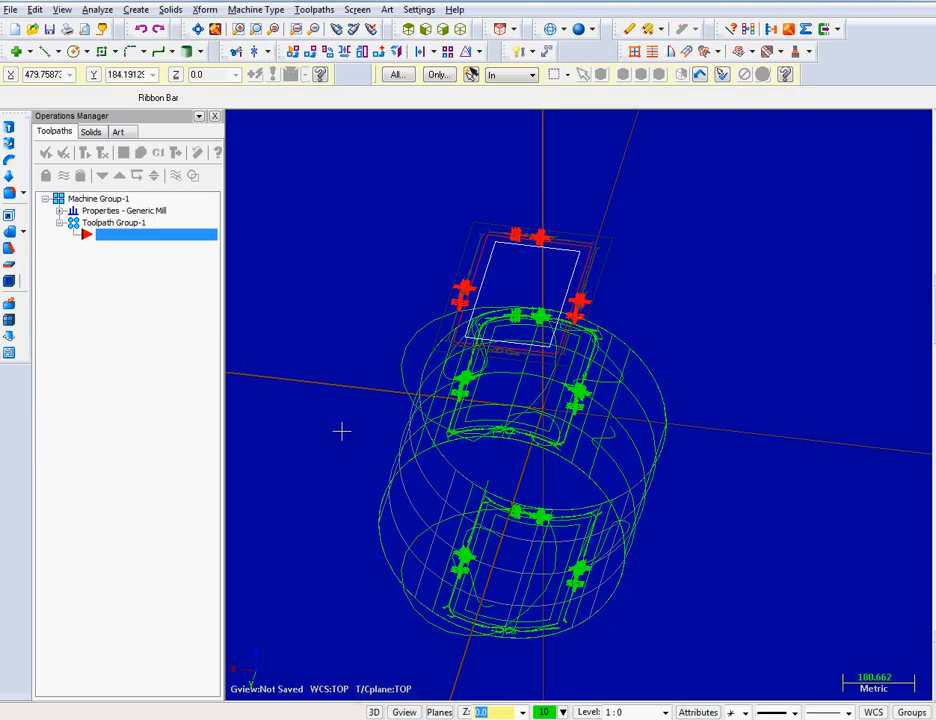 File Edit View Analyze Create Solids Xform Machine Type Toolpaths Screen Art Settings Help
X 479.75873 Y 184.19125 Z 0.0 All... Only... In
Ribbon Bar
Operations Manager
Toolpaths Solids Art
G1
Machine Group-1
Properties - Generic Mill
Toolpath Group-1
180.662
Metric
Gview:Not Saved WCS:TOP T/Cplane:TOP
3D Gview Planes Z: 0.0 10 Level: 1 : 0 Attributes WCS Groups